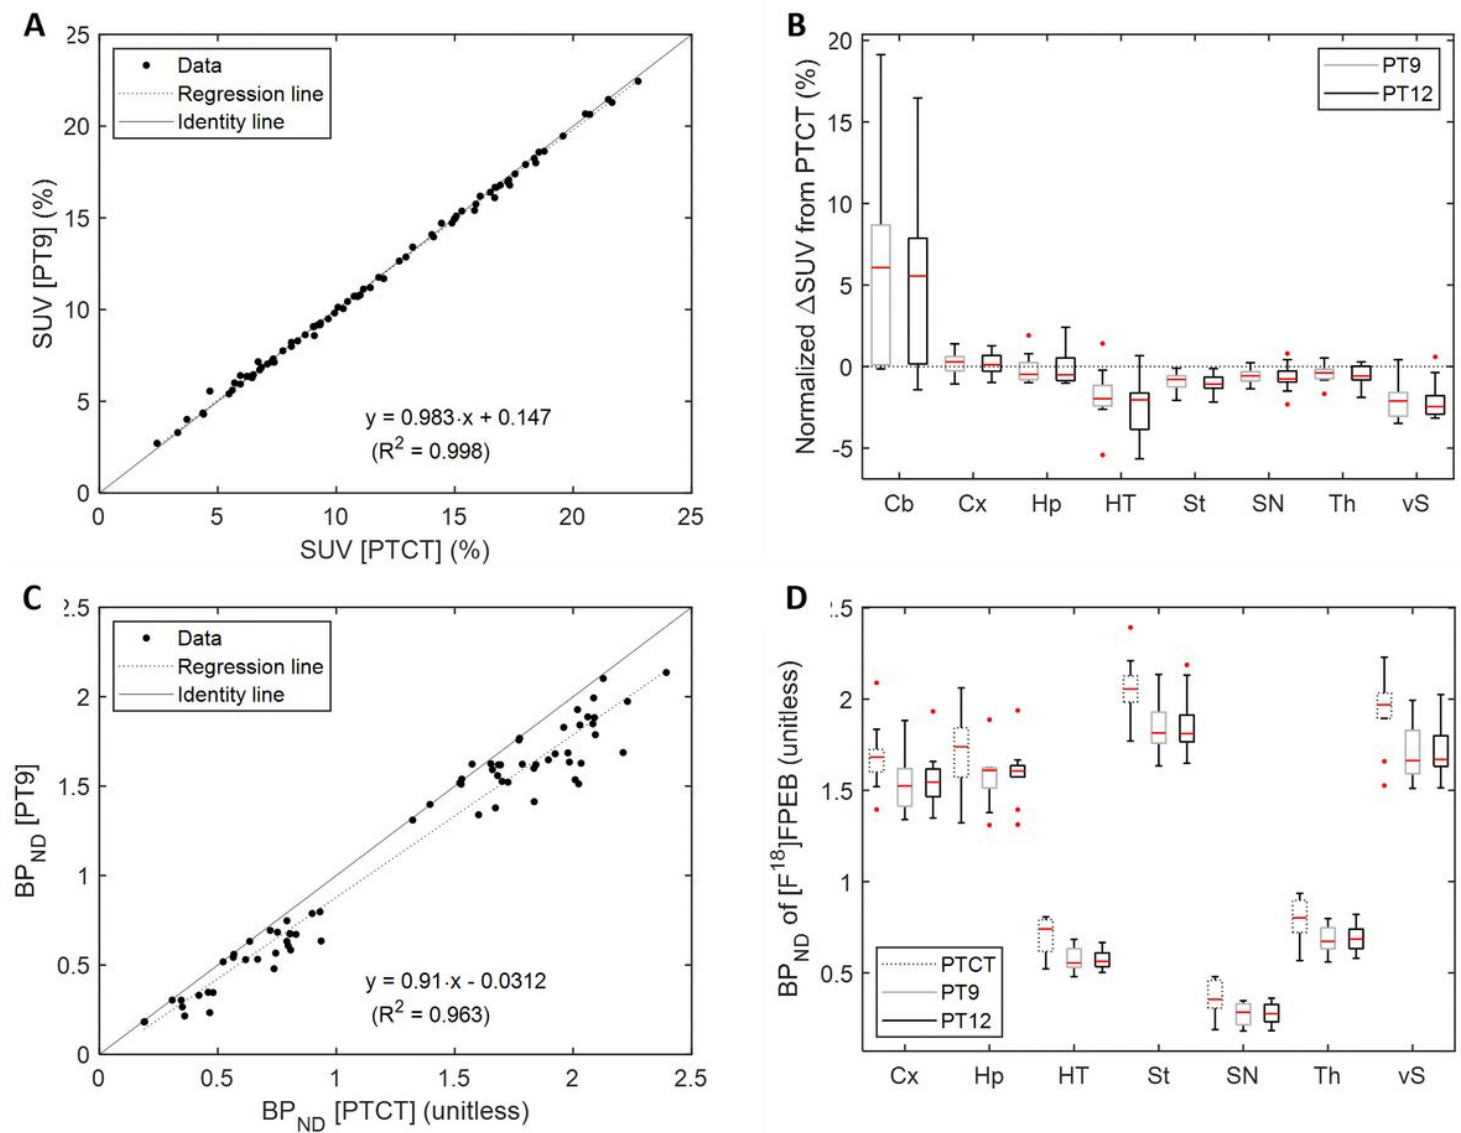 A
25
20
15
10
5
0
0 5 10 15 20 25
SUV [PT9] (%)
SUV [PTCT] (%)
Data
Regression line
Identity line
y = 0.983·x + 0.147
(R² = 0.998)
B
20
15
10
5
0
-5
Normalized ΔSUV from PTCT (%)
PT9
PT12
Cb Cx Hp HT St SN Th vS
C
2.5
2
1.5
1
0.5
0
0 0.5 1 1.5 2 2.5
BP_ND [PT9]
BP_ND [PTCT] (unitless)
Data
Regression line
Identity line
y = 0.91·x - 0.0312
(R² = 0.963)
D
.5
2
1.5
1
0.5
BP_ND of [F¹⁸]FPEB (unitless)
PTCT
PT9
PT12
Cx Hp HT St SN Th vS